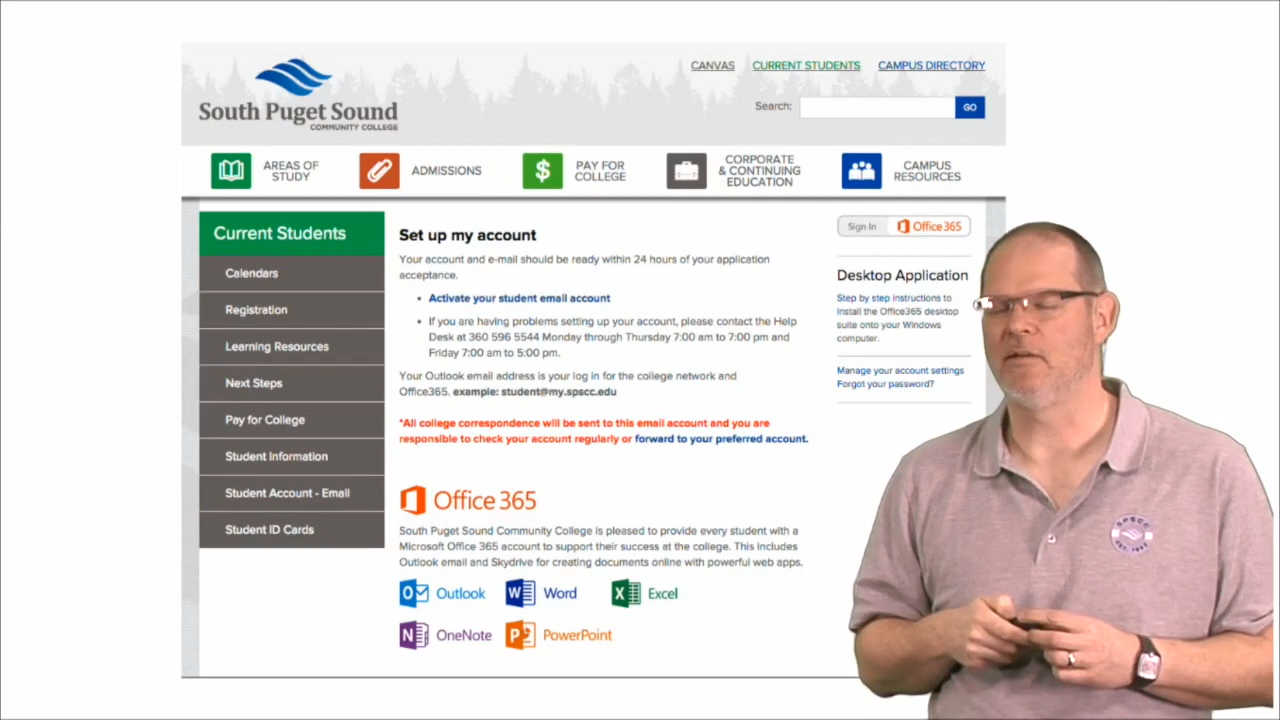 CANVAS
CURRENT STUDENTS
CAMPUS DIRECTORY
South Puget Sound
COMMUNITY COLLEGE
Search:
GO
AREAS OF
STUDY
ADMISSIONS
PAY FOR
COLLEGE
CORPORATE
& CONTINUING
EDUCATION
CAMPUS
RESOURCES
Current Students
Calendars
Registration
Learning Resources
Next Steps
Pay for College
Student Information
Student Account - Email
Student ID Cards
Set up my account
Your account and e-mail should be ready within 24 hours of your application
acceptance.
• Activate your student email account
• If you are having problems setting up your account, please contact the Help
Desk at 360 596 5544 Monday through Thursday 7:00 am to 7:00 pm and
Friday 7:00 am to 5:00 pm.
Your Outlook email address is your log in for the college network and
Office365. example: student@my.spscc.edu
*All college correspondence will be sent to this email account and you are
responsible to check your account regularly or forward to your preferred account.
Office 365
South Puget Sound Community College is pleased to provide every student with a
Microsoft Office 365 account to support their success at the college. This includes
Outlook email and Skydrive for creating documents online with powerful web apps.
Outlook
Word
Excel
OneNote
PowerPoint
Sign In
Office365
Desktop Application
Step by step instructions to
install the Office365 desktop
suite onto your Windows
computer.
Manage your account settings
Forgot your password?
SPSCC